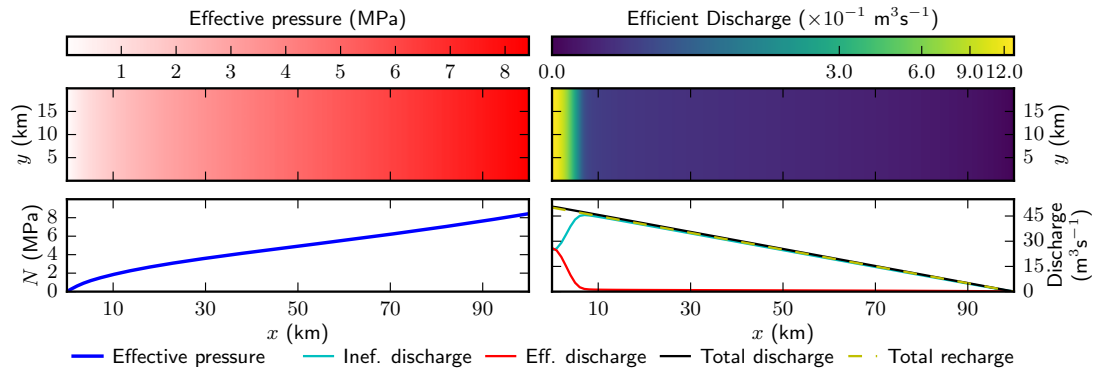 Effective pressure (MPa)
Efficient Discharge (×10⁻¹ m³s⁻¹)
1 2 3 4 5 6 7 8
0.0 3.0 6.0 9.0 12.0
y (km)
15
10
5
15
10
5
y (km)
N (MPa)
8
6
4
2
0
10 30 50 70 90
x (km)
45
30
15
0
Discharge
(m³s⁻¹)
10 30 50 70 90
x (km)
Effective pressure Inef. discharge Eff. discharge Total discharge Total recharge